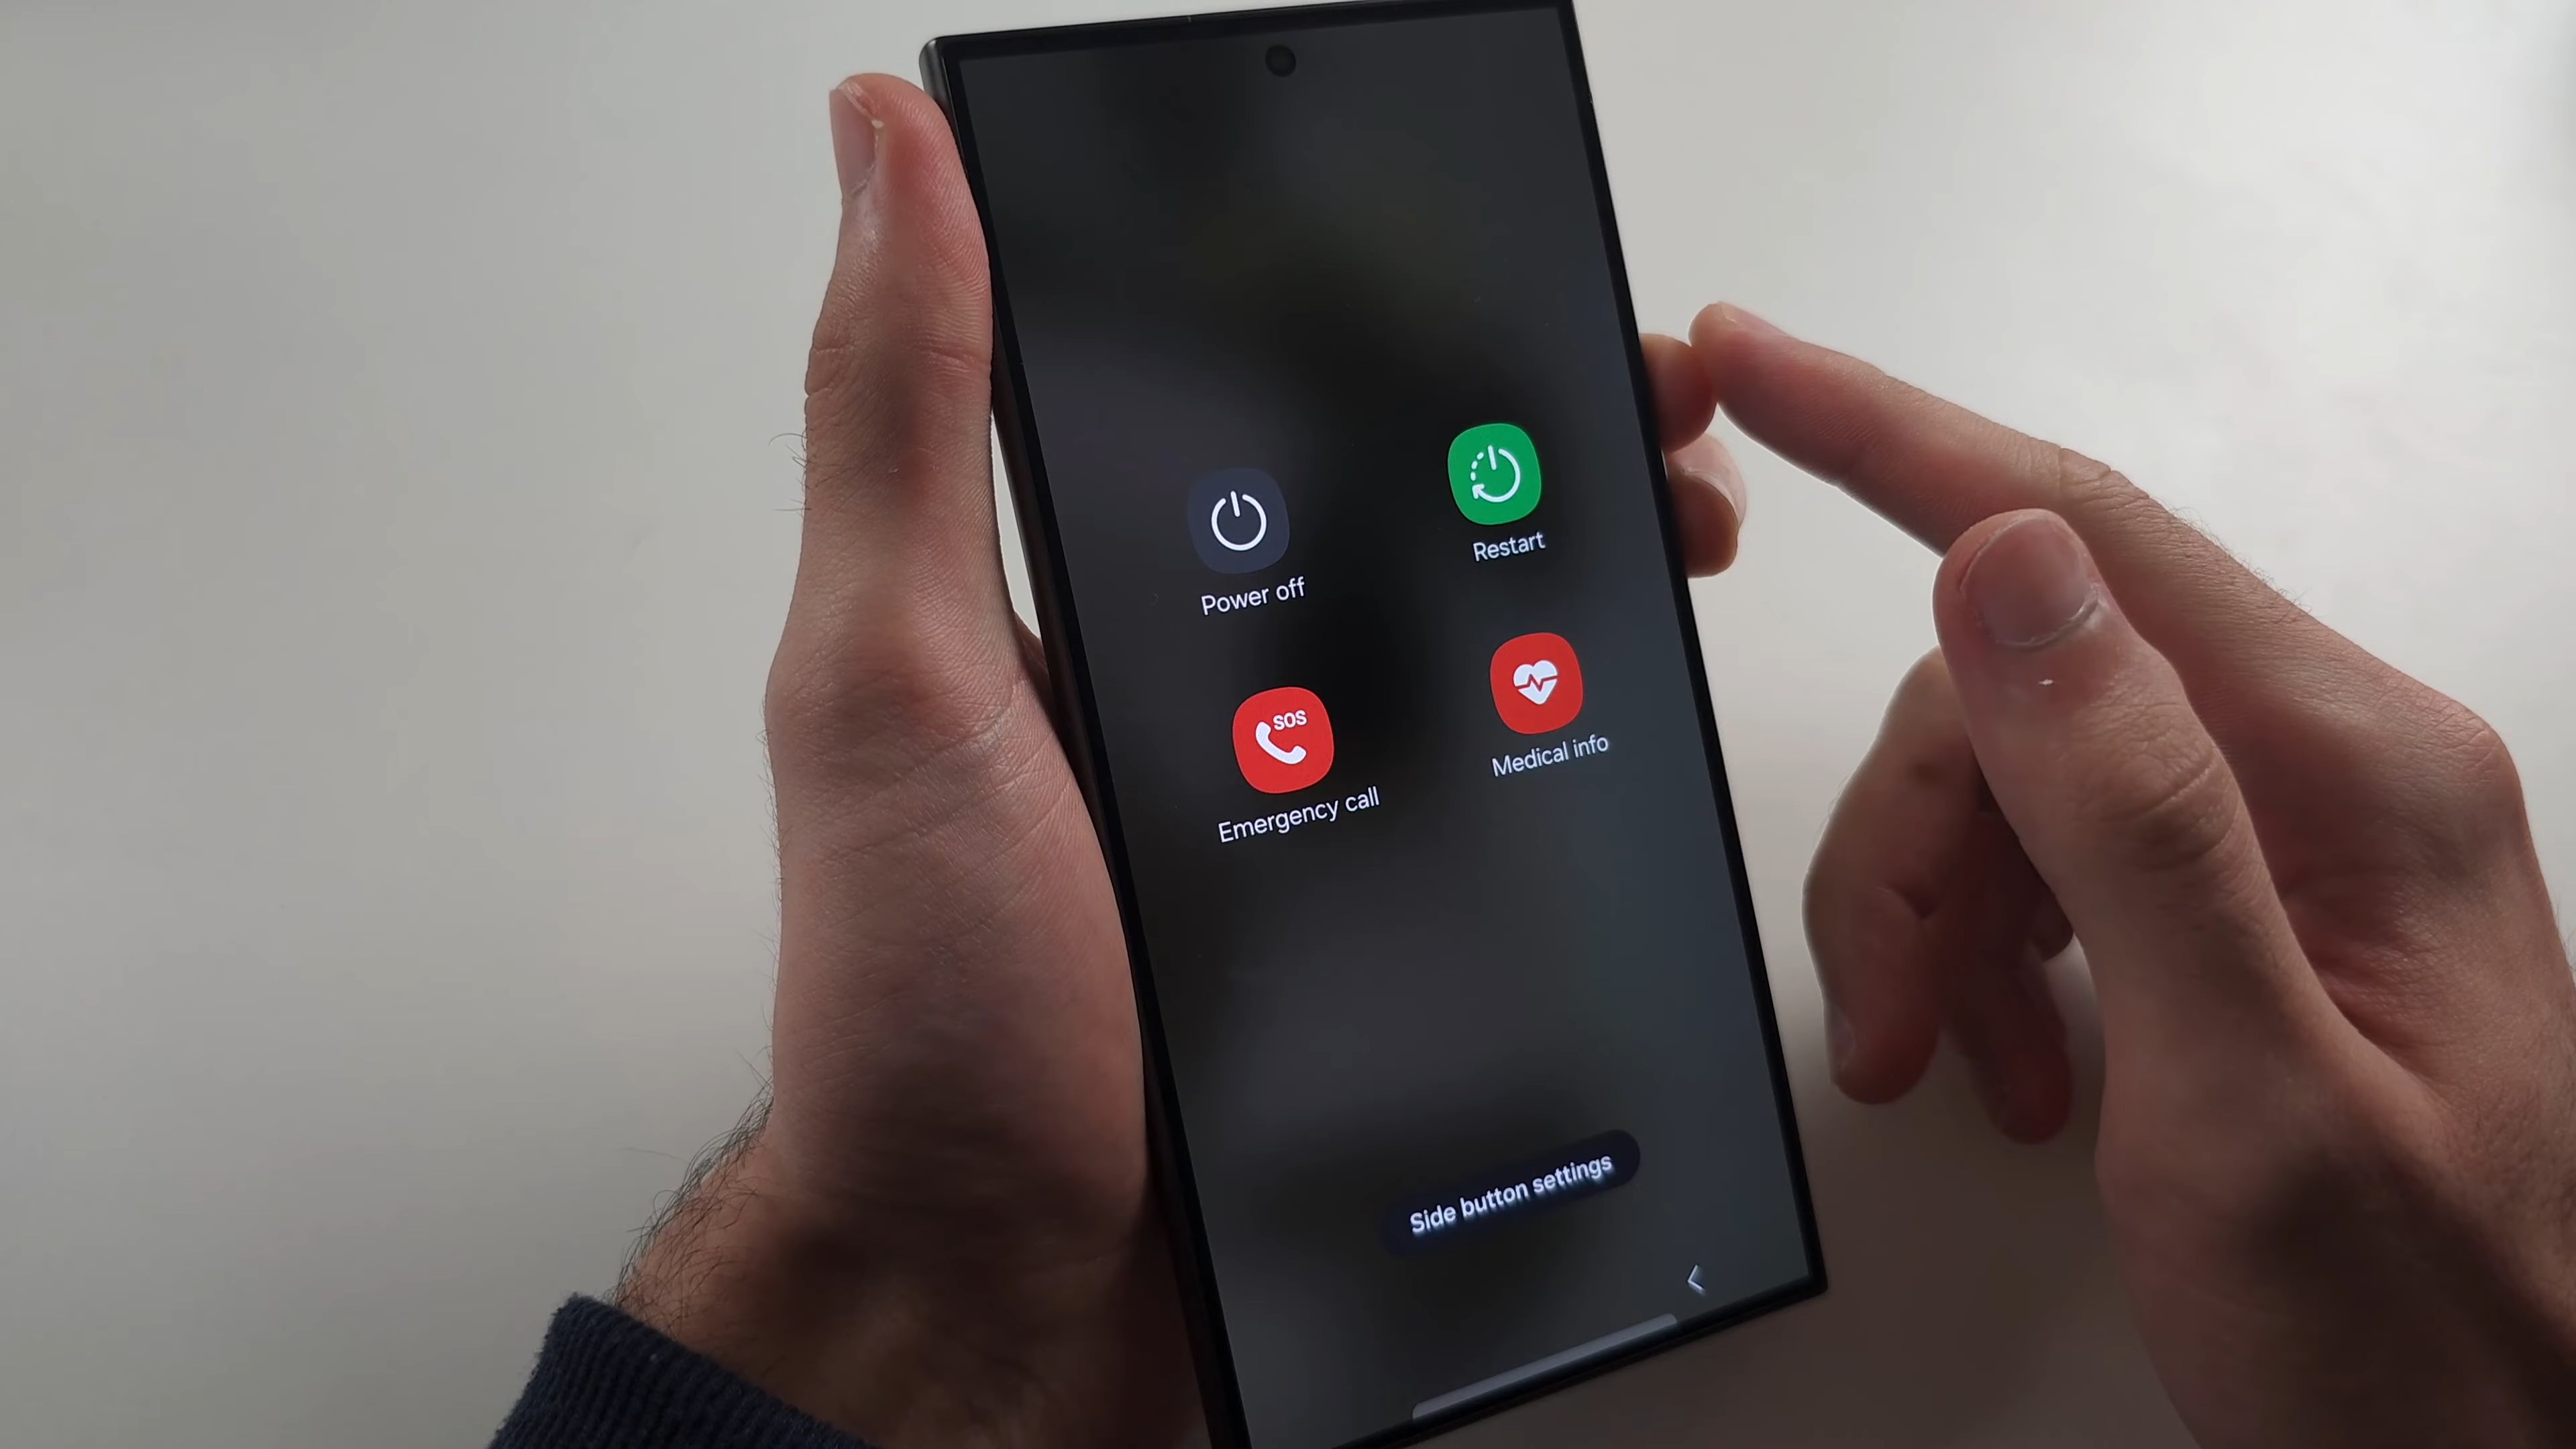 Power off
Restart
SOS
Emergency call
Medical info
Side button settings